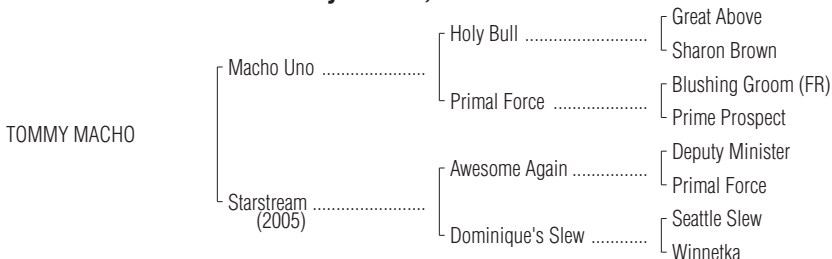 Great Above
Holy Bull ..........................
Sharon Brown
Macho Uno ......................
Blushing Groom (FR)
Primal Force ....................
Prime Prospect
TOMMY MACHO
Deputy Minister
Awesome Again ................
Primal Force
Starstream ........................
(2005)
Seattle Slew
Dominique's Slew ............
Winnetka